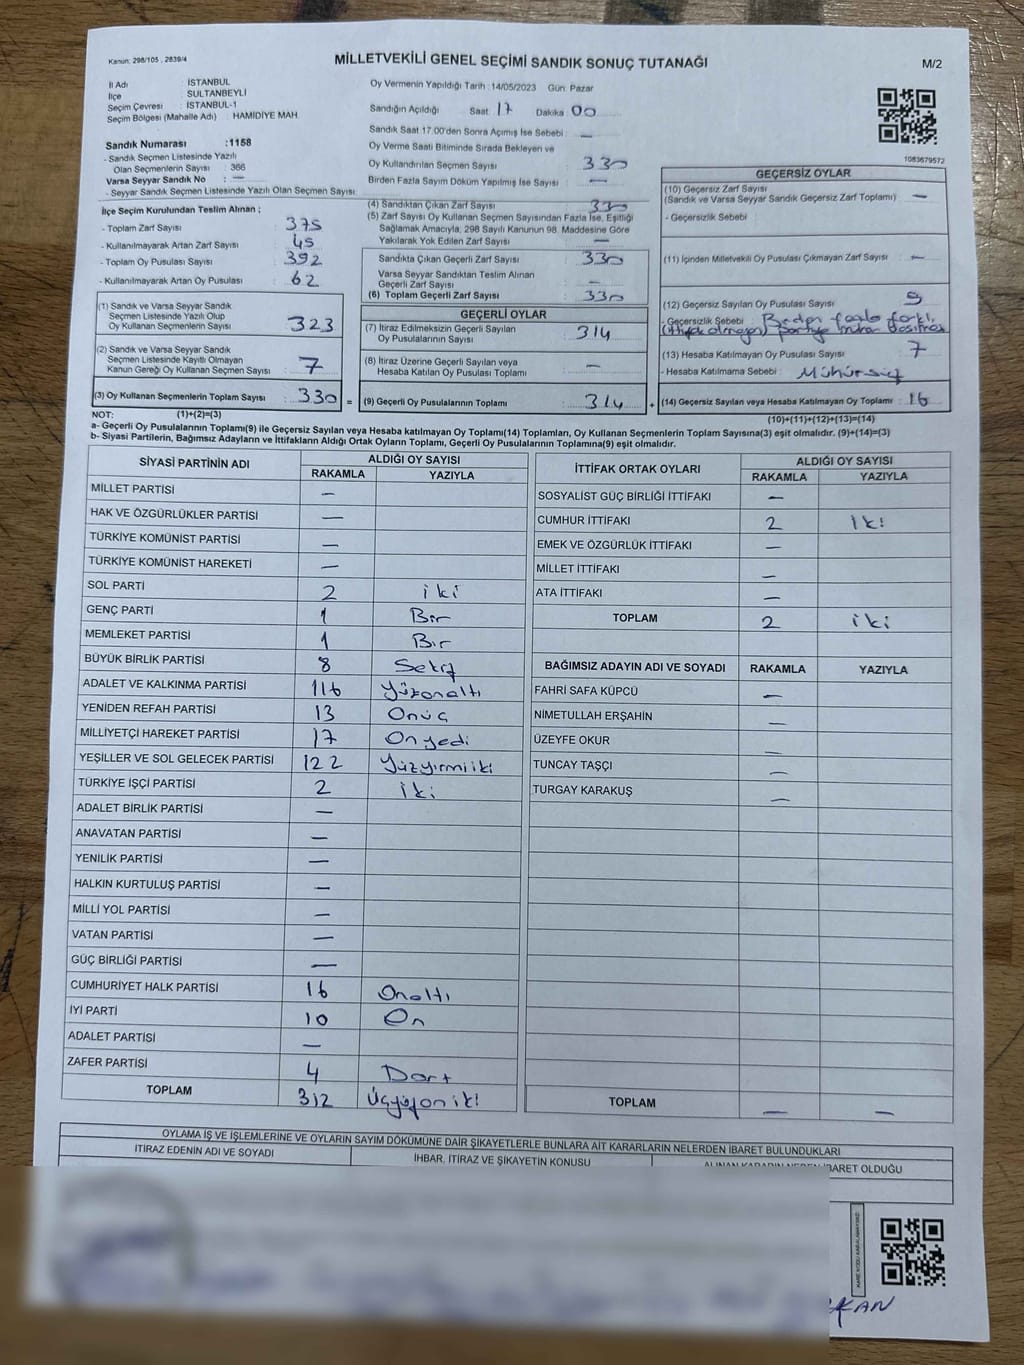 Kanun. 298/105 , 2839/4
MİLLETVEKİLİ GENEL SEÇİMİ SANDIK SONUÇ TUTANAĞI
M/2
İl Adı : İSTANBUL
İlçe : SULTANBEYLİ
Seçim Çevresi : İSTANBUL-1
Seçim Bölgesi (Mahalle Adı) : HAMİDİYE MAH
Sandık Numarası :1158
- Sandık Seçmen Listesinde Yazılı
Olan Seçmenlerin Sayısı : 366
Varsa Seyyar Sandık No : —
- Seyyar Sandık Seçmen Listesinde Yazılı Olan Seçmen Sayısı
Oy Vermenin Yapıldığı Tarih : 14/05/2023 Gün: Pazar
Sandığın Açıldığı Saat 17 Dakika 00
Sandık Saat 17.00'den Sonra Açılmış İse Sebebi : —
Oy Verme Saati Bitiminde Sırada Bekleyen ve
Oy Kullandırılan Seçmen Sayısı : 330
Birden Fazla Sayım Döküm Yapılmış İse Sayısı : —
1083679572
İlçe Seçim Kurulundan Teslim Alınan ;
- Toplam Zarf Sayısı : 375
- Kullanılmayarak Artan Zarf Sayısı : 45
- Toplam Oy Pusulası Sayısı : 392
- Kullanılmayarak Artan Oy Pusulası : 62
(1) Sandık ve Varsa Seyyar Sandık
Seçmen Listesinde Yazılı Olup
Oy Kullanan Seçmenlerin Sayısı : 323
(2) Sandık ve Varsa Seyyar Sandık
Seçmen Listesinde Kayıtlı Olmayan
Kanun Gereği Oy Kullanan Seçmen Sayısı : 7
(3) Oy Kullanan Seçmenlerin Toplam Sayısı : 330 =
(4) Sandıktan Çıkan Zarf Sayısı : 330
(5) Zarf Sayısı Oy Kullanan Seçmen Sayısından Fazla İse, Eşitliği
Sağlamak Amacıyla, 298 Sayılı Kanunun 98. Maddesine Göre
Yakılarak Yok Edilen Zarf Sayısı : —
Sandıkta Çıkan Geçerli Zarf Sayısı : 330
Varsa Seyyar Sandıktan Teslim Alınan
Geçerli Zarf Sayısı : —
(6) Toplam Geçerli Zarf Sayısı : 330
GEÇERLİ OYLAR
(7) İtiraz Edilmeksizin Geçerli Sayılan
Oy Pusulalarının Sayısı : 314
(8) İtiraz Üzerine Geçerli Sayılan veya
Hesaba Katılan Oy Pusulası Toplamı : —
(9) Geçerli Oy Pusulalarının Toplamı : 314 +
GEÇERSİZ OYLAR
(10) Geçersiz Zarf Sayısı : —
(Sandık ve Varsa Seyyar Sandık Geçersiz Zarf Toplamı)
- Geçersizlik Sebebi :
(11) İçinden Milletvekili Oy Pusulası Çıkmayan Zarf Sayısı : —
(12) Geçersiz Sayılan Oy Pusulası Sayısı : 9
- Geçersizlik Sebebi : Birden fazla farklı
(ittifak olmayan) partiye mühür basılması
(13) Hesaba Katılmayan Oy Pusulası Sayısı : 7
- Hesaba Katılmama Sebebi : Mühürsüz
(14) Geçersiz Sayılan veya Hesaba Katılmayan Oy Toplamı : 16
NOT: (1)+(2)=(3)
(10)+(11)+(12)+(13)=(14)
a- Geçerli Oy Pusulalarının Toplamı(9) ile Geçersiz Sayılan veya Hesaba katılmayan Oy Toplamı(14) Toplamları, Oy Kullanan Seçmenlerin Toplam Sayısına(3) eşit olmalıdır. (9)+(14)=(3)
b- Siyasi Partilerin, Bağımsız Adayların ve İttifakların Aldığı Ortak Oyların Toplamı, Geçerli Oy Pusulalarının Toplamına(9) eşit olmalıdır.
SİYASİ PARTİNİN ADI ALDIĞI OY SAYISI
RAKAMLA YAZIYLA
MİLLET PARTİSİ —
HAK VE ÖZGÜRLÜKLER PARTİSİ —
TÜRKİYE KOMÜNİST PARTİSİ —
TÜRKİYE KOMÜNİST HAREKETİ —
SOL PARTİ 2 iki
GENÇ PARTİ 1 Bir
MEMLEKET PARTİSİ 1 Bir
BÜYÜK BİRLİK PARTİSİ 8 Sekiz
ADALET VE KALKINMA PARTİSİ 116 Yüzonaltı
YENİDEN REFAH PARTİSİ 13 Onüç
MİLLİYETÇİ HAREKET PARTİSİ 17 Onyedi
YEŞİLLER VE SOL GELECEK PARTİSİ 122 Yüzyirmiiki
TÜRKİYE İŞÇİ PARTİSİ 2 iki
ADALET BİRLİK PARTİSİ —
ANAVATAN PARTİSİ —
YENİLİK PARTİSİ —
HALKIN KURTULUŞ PARTİSİ —
MİLLİ YOL PARTİSİ —
VATAN PARTİSİ —
GÜÇ BİRLİĞİ PARTİSİ —
CUMHURİYET HALK PARTİSİ 16 Onaltı
İYİ PARTİ 10 On
ADALET PARTİSİ —
ZAFER PARTİSİ 4 Dört
TOPLAM 312 Üçyüzoniki
İTTİFAK ORTAK OYLARI ALDIĞI OY SAYISI
RAKAMLA YAZIYLA
SOSYALİST GÜÇ BİRLİĞİ İTTİFAKI —
CUMHUR İTTİFAKI 2 İki
EMEK VE ÖZGÜRLÜK İTTİFAKI —
MİLLET İTTİFAKI —
ATA İTTİFAKI —
TOPLAM 2 iki
BAĞIMSIZ ADAYIN ADI VE SOYADI RAKAMLA YAZIYLA
FAHRİ SAFA KÜPCÜ —
NİMETULLAH ERŞAHİN —
ÜZEYFE OKUR —
TUNCAY TAŞÇI —
TURGAY KARAKUŞ —
TOPLAM — —
OYLAMA İŞ VE İŞLEMLERİNE VE OYLARIN SAYIM DÖKÜMÜNE DAİR ŞİKAYETLERLE BUNLARA AİT KARARLARIN NELERDEN İBARET BULUNDUKLARI
İTİRAZ EDENİN ADI VE SOYADI İHBAR, İTİRAZ VE ŞİKAYETİN KONUSU ALINAN KARARIN NEDEN İBARET OLDUĞU